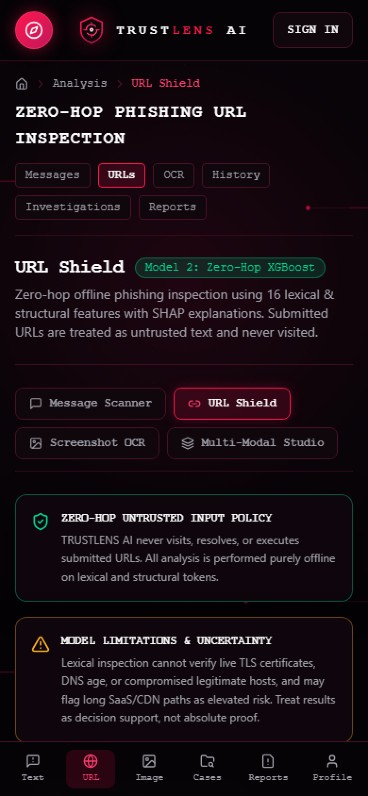 TRUSTLENS AI
SIGN IN
Analysis
URL Shield
ZERO-HOP PHISHING URL
INSPECTION
Messages
URLs
OCR
History
Investigations
Reports
URL Shield
Model 2: Zero-Hop XGBoost
Zero-hop offline phishing inspection using 16 lexical &
structural features with SHAP explanations. Submitted
URLs are treated as untrusted text and never visited.
Message Scanner
URL Shield
Screenshot OCR
Multi-Modal Studio
ZERO-HOP UNTRUSTED INPUT POLICY
TRUSTLENS AI never visits, resolves, or executes
submitted URLs. All analysis is performed purely offline
on lexical and structural tokens.
MODEL LIMITATIONS & UNCERTAINTY
Lexical inspection cannot verify live TLS certificates,
DNS age, or compromised legitimate hosts, and may
flag long SaaS/CDN paths as elevated risk. Treat results
as decision support, not absolute proof.
Text
URL
Image
Cases
Reports
Profile